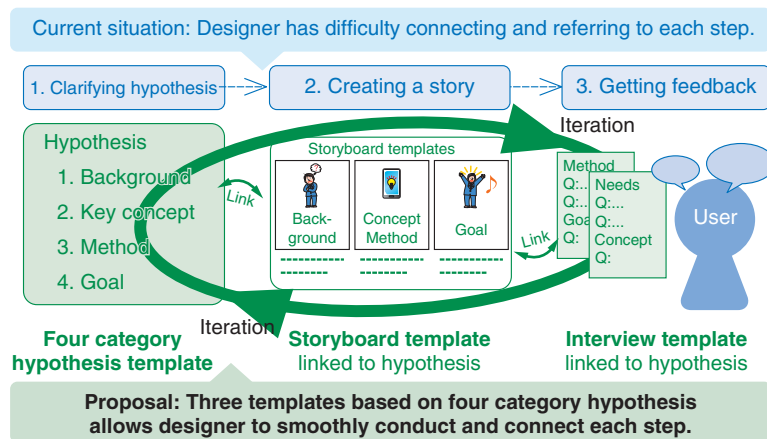 Current situation: Designer has difficulty connecting and referring to each step.
1. Clarifying hypothesis
2. Creating a story
3. Getting feedback
Iteration
Hypothesis
1. Background
2. Key concept
3. Method
4. Goal
Link
Storyboard templates
Back-
ground
Concept
Method
Goal
Link
Method
Q:...
Q:...
Goa
Q:
Needs
Q:...
Q:...
Concept
Q:
User
Iteration
Four category
hypothesis template
Storyboard template
linked to hypothesis
Interview template
linked to hypothesis
Proposal: Three templates based on four category hypothesis
allows designer to smoothly conduct and connect each step.